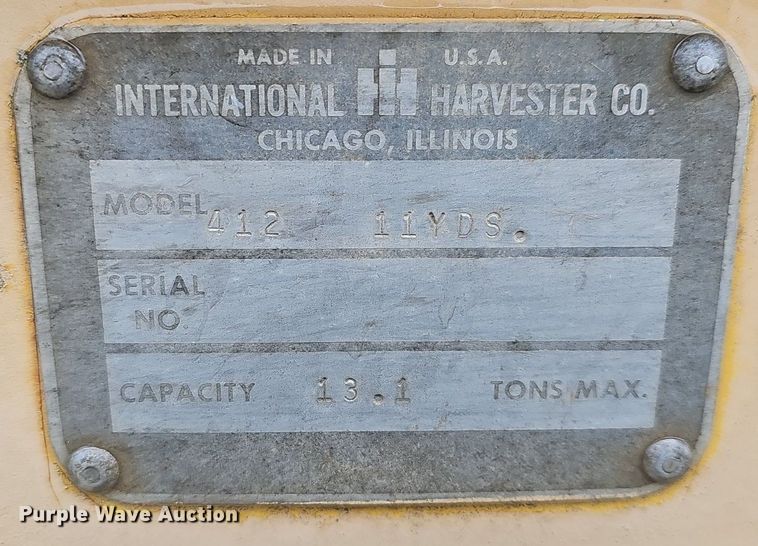 MADE IN U.S.A.
INTERNATIONAL IH HARVESTER CO.
CHICAGO, ILLINOIS
MODEL 412 11YDS.
SERIAL
NO.
CAPACITY 13.1 TONS MAX.
Purple Wave Auction